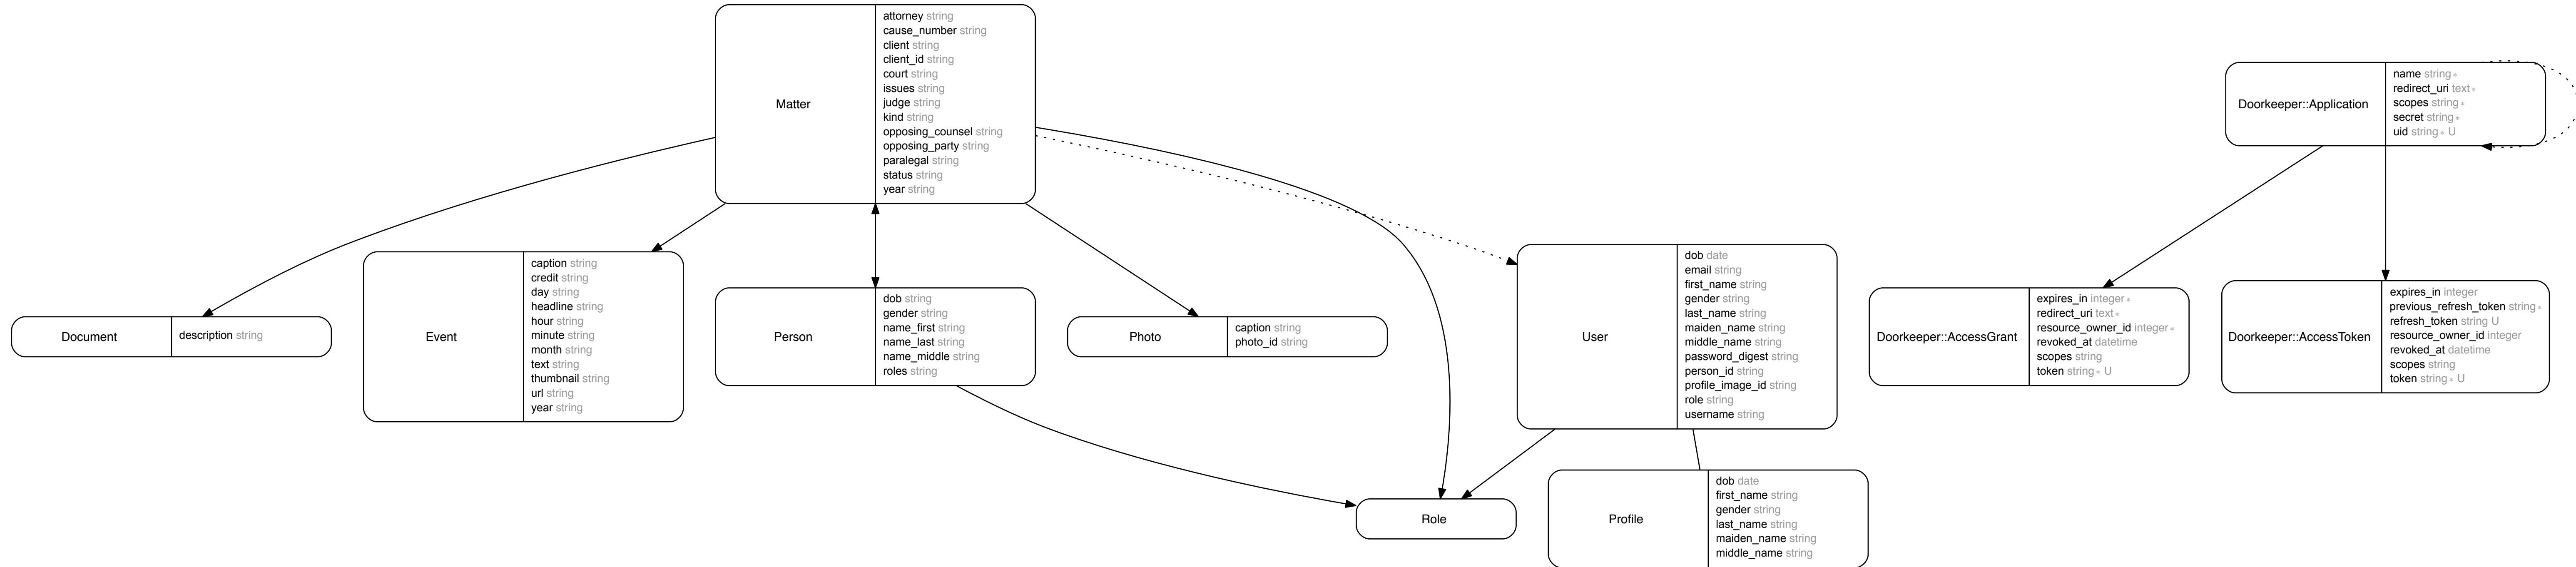 Matter
attorney string
cause_number string
client string
client_id string
court string
issues string
judge string
kind string
opposing_counsel string
opposing_party string
paralegal string
status string
year string
Doorkeeper::Application
name string ∗
redirect_uri text ∗
scopes string ∗
secret string ∗
uid string ∗ U
Document
description string
Event
caption string
credit string
day string
headline string
hour string
minute string
month string
text string
thumbnail string
url string
year string
Person
dob string
gender string
name_first string
name_last string
name_middle string
roles string
Photo
caption string
photo_id string
User
dob date
email string
first_name string
gender string
last_name string
maiden_name string
middle_name string
password_digest string
person_id string
profile_image_id string
role string
username string
Doorkeeper::AccessGrant
expires_in integer ∗
redirect_uri text ∗
resource_owner_id integer ∗
revoked_at datetime
scopes string
token string ∗ U
Doorkeeper::AccessToken
expires_in integer
previous_refresh_token string ∗
refresh_token string U
resource_owner_id integer
revoked_at datetime
scopes string
token string ∗ U
Role
Profile
dob date
first_name string
gender string
last_name string
maiden_name string
middle_name string